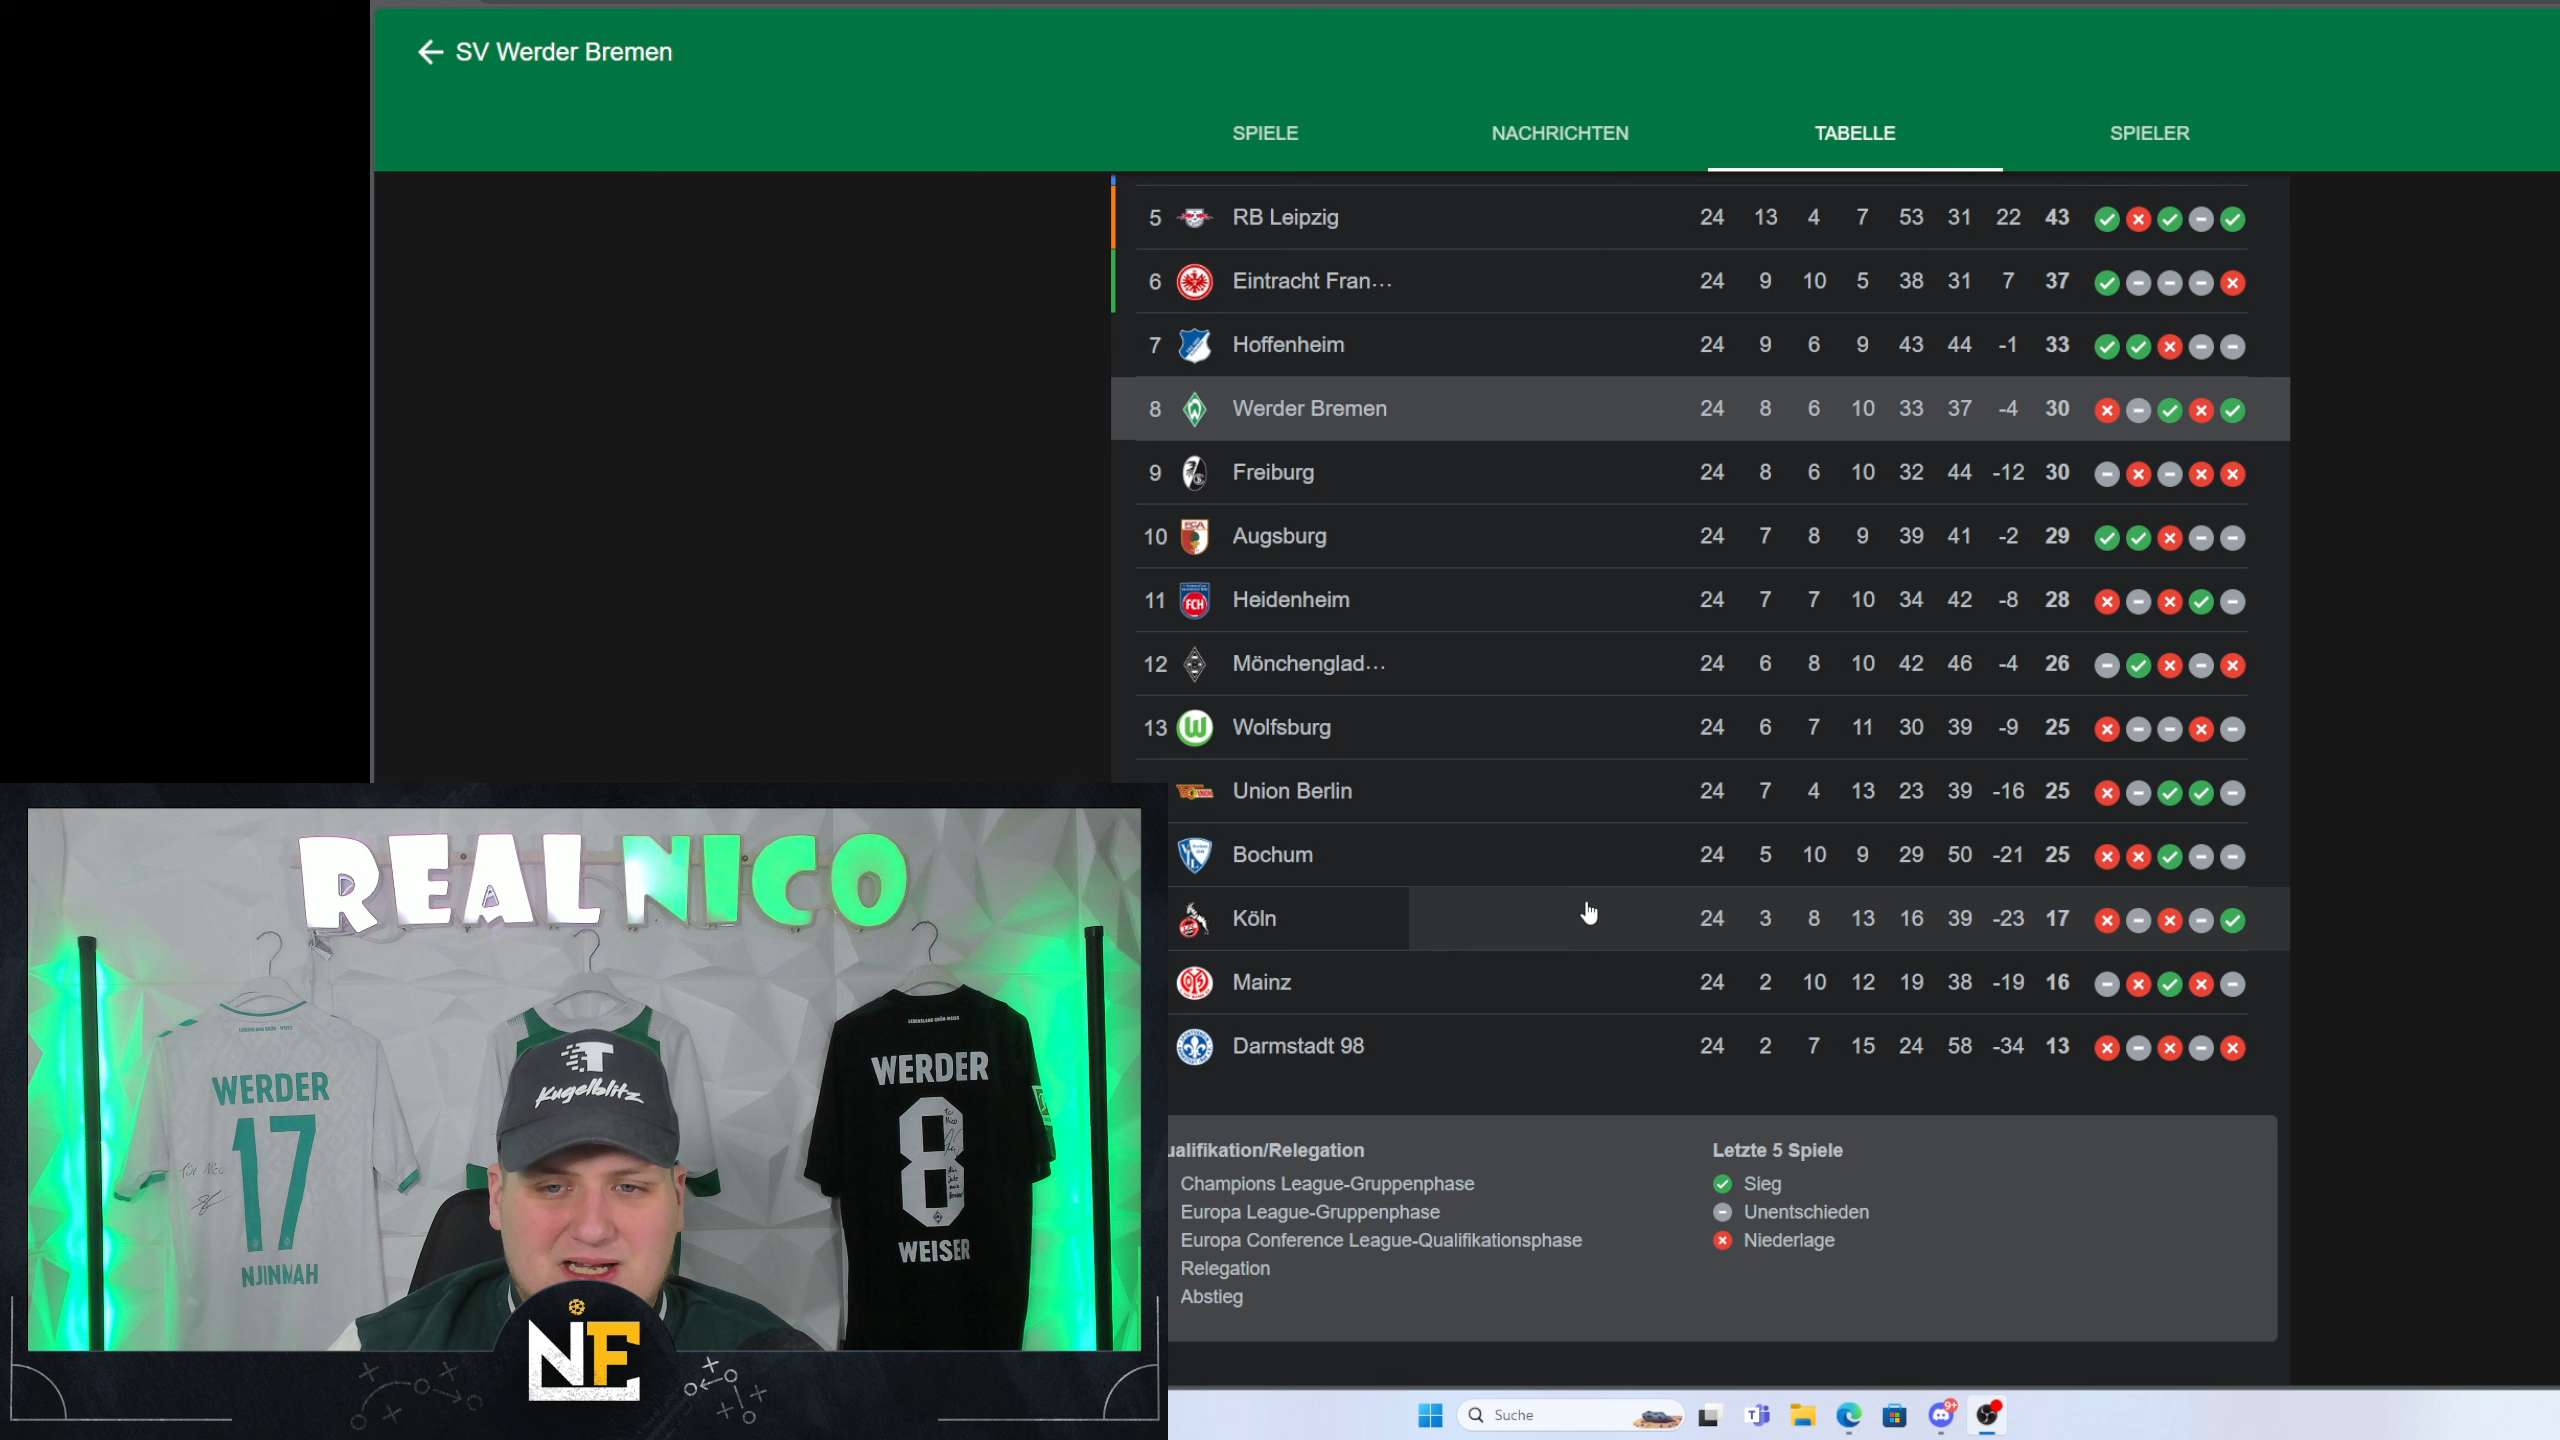 SV Werder Bremen
SPIELE NACHRICHTEN TABELLE SPIELER
5 RB Leipzig 24 13 4 7 53 31 22 43
6 Eintracht Fran... 24 9 10 5 38 31 7 37
7 Hoffenheim 24 9 6 9 43 44 -1 33
8 Werder Bremen 24 8 6 10 33 37 -4 30
9 Freiburg 24 8 6 10 32 44 -12 30
10 Augsburg 24 7 8 9 39 41 -2 29
11 Heidenheim 24 7 7 10 34 42 -8 28
12 Mönchenglad... 24 6 8 10 42 46 -4 26
13 Wolfsburg 24 6 7 11 30 39 -9 25
Union Berlin 24 7 4 13 23 39 -16 25
Bochum 24 5 10 9 29 50 -21 25
Köln 24 3 8 13 16 39 -23 17
Mainz 24 2 10 12 19 38 -19 16
Darmstadt 98 24 2 7 15 24 58 -34 13
ualifikation/Relegation
Champions League-Gruppenphase
Europa League-Gruppenphase
Europa Conference League-Qualifikationsphase
Relegation
Abstieg
Letzte 5 Spiele
Sieg
Unentschieden
Niederlage
REALNICO
WERDER
17
NJINMAH
Für Nico
T
Kugelblitz
LEBENSLANG GRÜN-WEISS
WERDER
8
WEISER
NF
Suche
9+